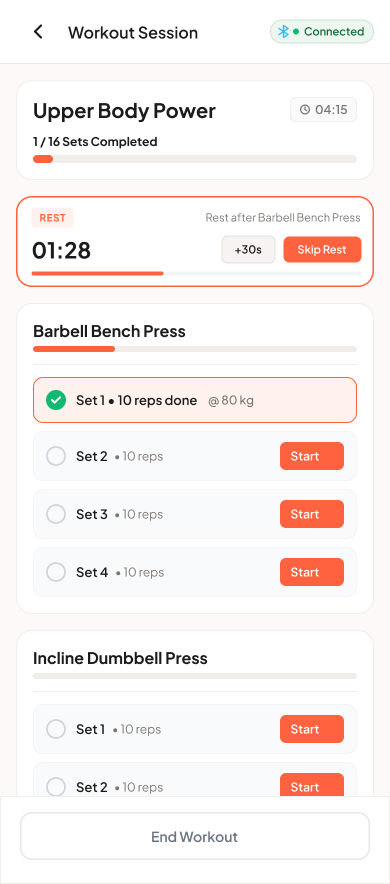 Workout Session
Connected
Upper Body Power
04:15
1 / 16 Sets Completed
REST
Rest after Barbell Bench Press
01:28
+30s
Skip Rest
Barbell Bench Press
Set 1 • 10 reps done @ 80 kg
Set 2 • 10 reps
Start
Set 3 • 10 reps
Start
Set 4 • 10 reps
Start
Incline Dumbbell Press
Set 1 • 10 reps
Start
Set 2 • 10 reps
Start
End Workout